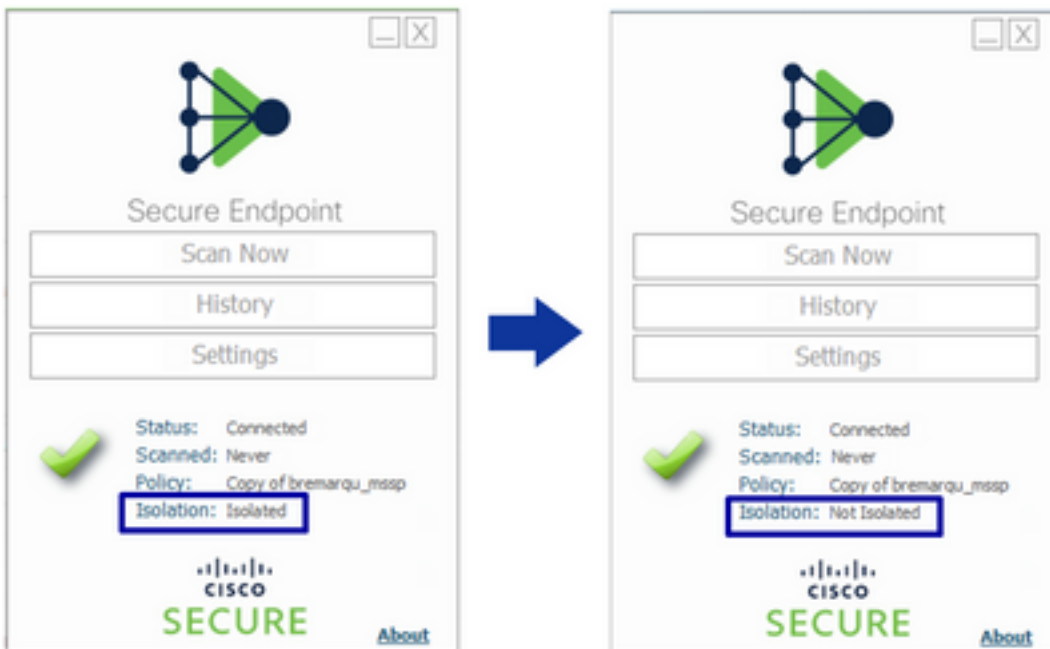 Secure Endpoint
Scan Now
History
Settings
Status: Connected
Scanned: Never
Policy: Copy of bremarqu_mssp
Isolation: Isolated
CISCO
SECURE
About
Secure Endpoint
Scan Now
History
Settings
Status: Connected
Scanned: Never
Policy: Copy of bremarqu_mssp
Isolation: Not Isolated
CISCO
SECURE
About